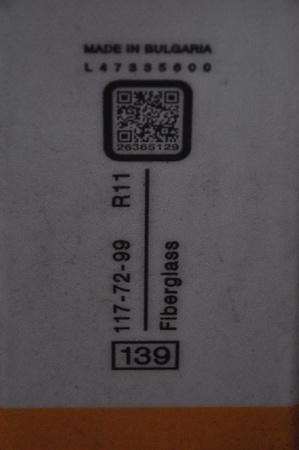 MADE IN BULGARIA
L47335600
26365129
117-72-99 R11
Fiberglass
139